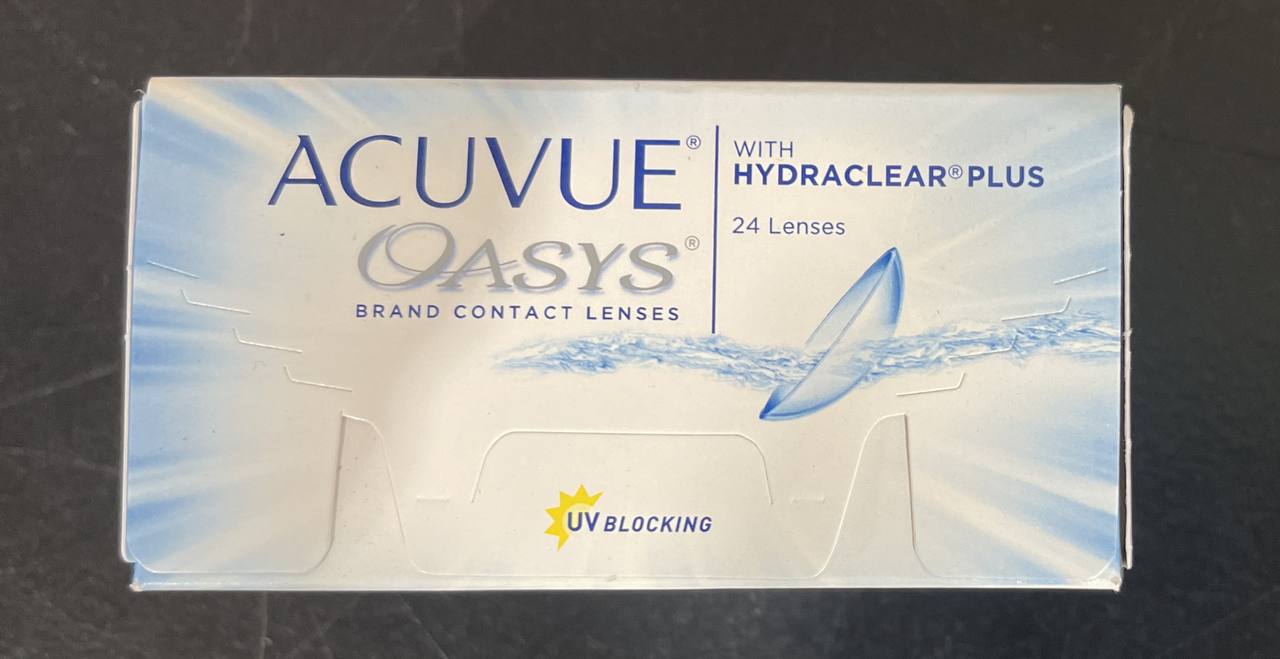 ACUVUE®
OASYS®
BRAND CONTACT LENSES
WITH
HYDRACLEAR® PLUS
24 Lenses
UV BLOCKING